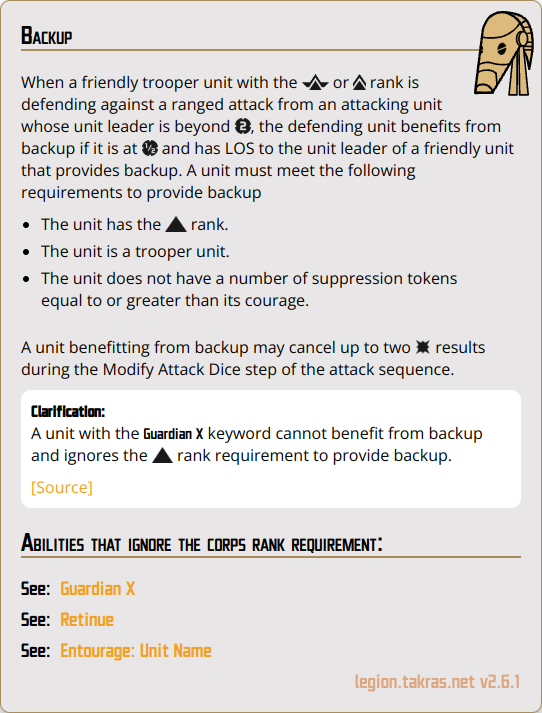 Backup
When a friendly trooper unit with the or rank is
defending against a ranged attack from an attacking unit
whose unit leader is beyond 2, the defending unit benefits from
backup if it is at ½ and has LOS to the unit leader of a friendly unit
that provides backup. A unit must meet the following
requirements to provide backup
• The unit has the rank.
• The unit is a trooper unit.
• The unit does not have a number of suppression tokens
equal to or greater than its courage.
A unit benefitting from backup may cancel up to two results
during the Modify Attack Dice step of the attack sequence.
Clarification:
A unit with the Guardian X keyword cannot benefit from backup
and ignores the rank requirement to provide backup.
[Source]
Abilities that ignore the corps rank requirement:
See: Guardian X
See: Retinue
See: Entourage: Unit Name
legion.takras.net v2.6.1